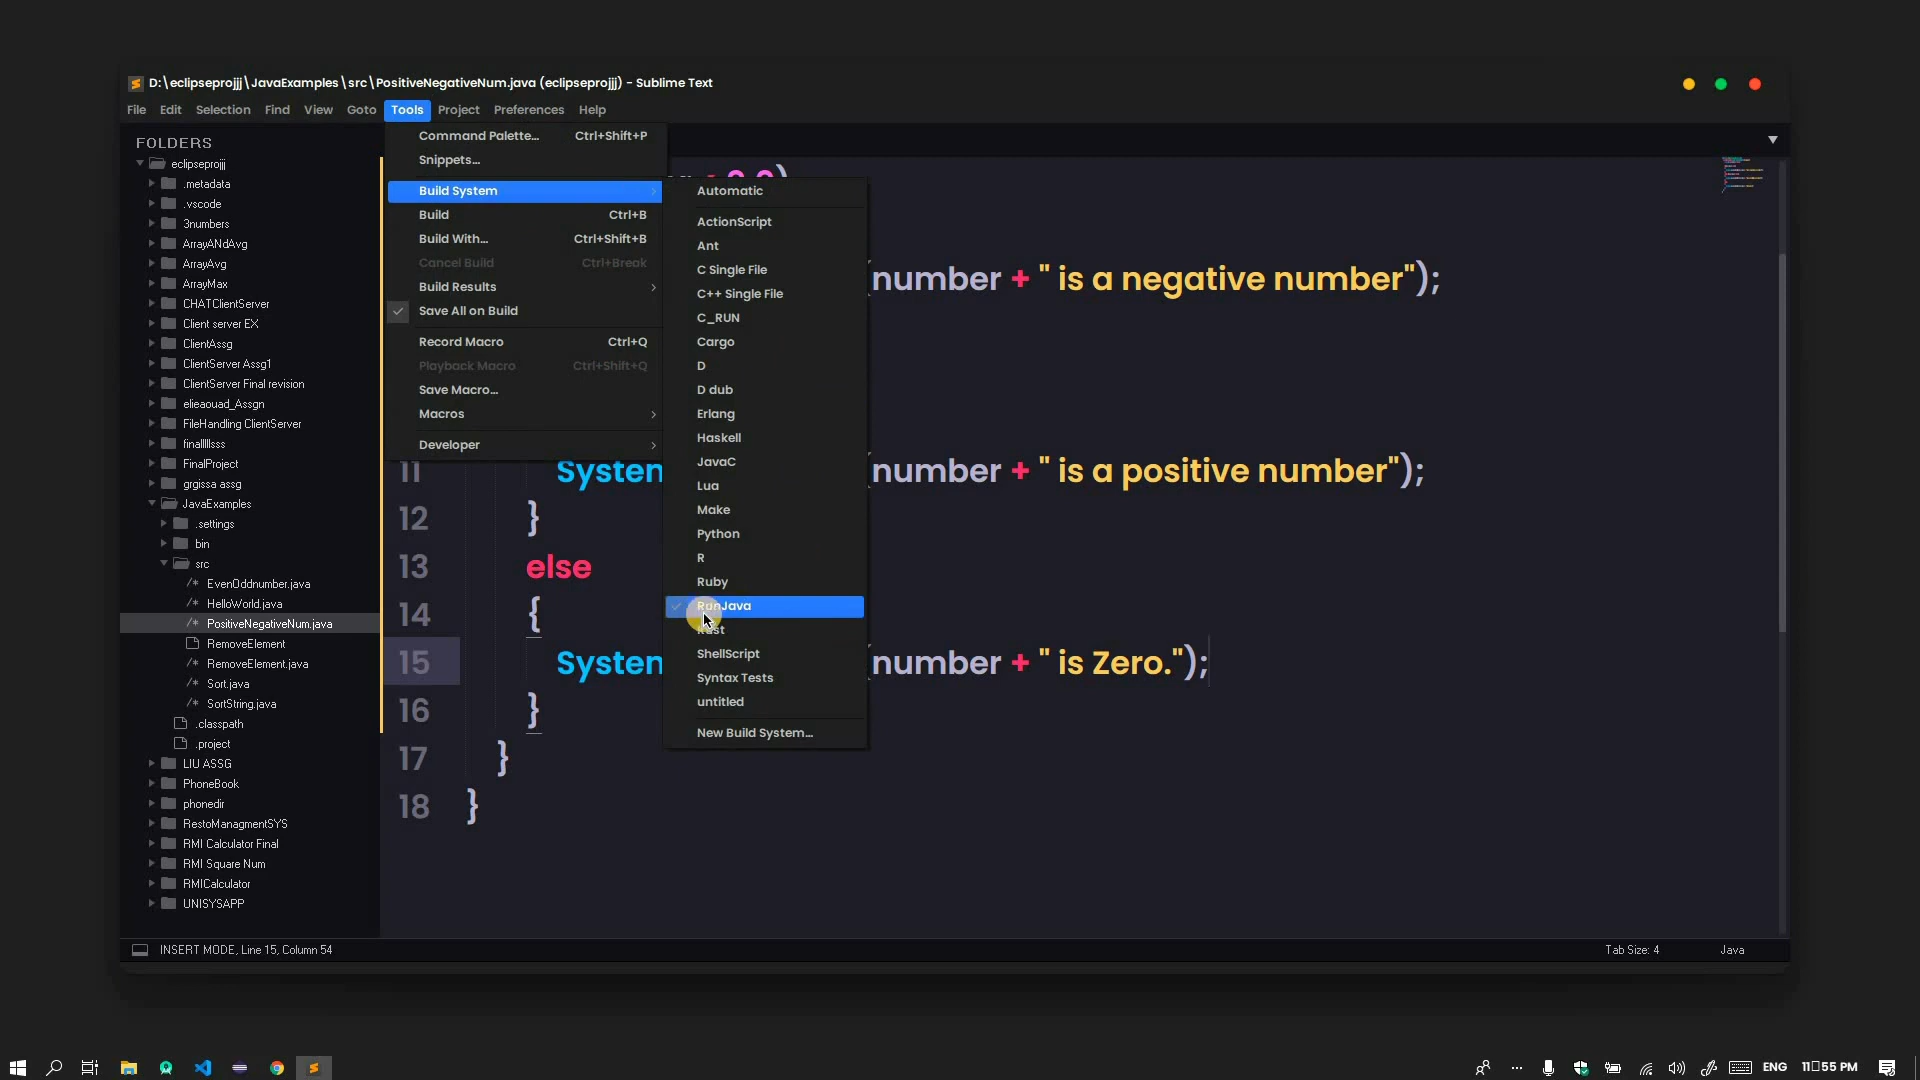 D:\eclipseprojjj\JavaExamples\src\PositiveNegativeNum.java (eclipseprojjj) - Sublime Text
File Edit Selection Find View Goto Tools Project Preferences Help
FOLDERS
eclipseprojjj
.metadata
.vscode
3numbers
ArrayANdAvg
ArrayAvg
ArrayMax
CHATClientServer
Client server EX
ClientAssg
ClientServer Assg1
ClientServer Final revision
elieaouad_Assgn
FileHandling ClientServer
finalllllsss
FinalProject
grgissa assg
JavaExamples
.settings
bin
src
EvenOddnumber.java
HelloWorld.java
PositiveNegativeNum.java
RemoveElement
RemoveElement.java
Sort.java
SortString.java
.classpath
.project
LIU ASSG
PhoneBook
phonedir
RestoManagmentSYS
RMI Calculator Final
RMI Square Num
RMICalculator
UNISYSAPP
Command Palette... Ctrl+Shift+P
Snippets...
Build System
Build Ctrl+B
Build With... Ctrl+Shift+B
Cancel Build Ctrl+Break
Build Results
Save All on Build
Record Macro Ctrl+Q
Playback Macro Ctrl+Shift+Q
Save Macro...
Macros
Developer
Automatic
ActionScript
Ant
C Single File
C++ Single File
C_RUN
Cargo
D
D dub
Erlang
Haskell
JavaC
Lua
Make
Python
R
Ruby
RunJava
Rust
ShellScript
Syntax Tests
untitled
New Build System...
(number + " is a negative number");
11 System (number + " is a positive number");
12 }
13 else
14 {
15 System (number + " is Zero.");
16 }
17 }
18 }
INSERT MODE, Line 15, Column 54 Tab Size: 4 Java
ENG 11:55 PM